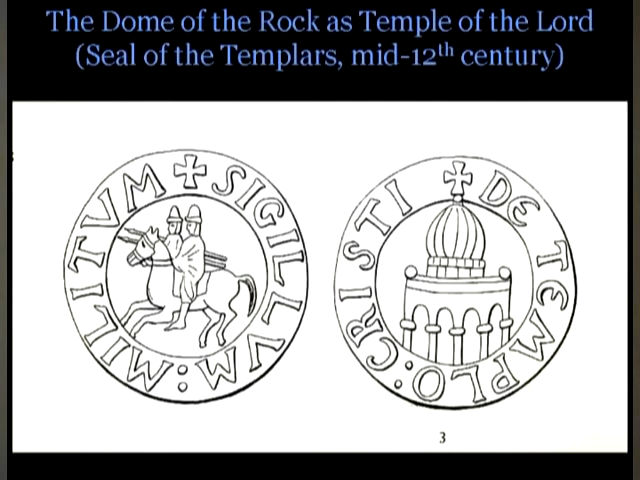 The Dome of the Rock as Temple of the Lord
(Seal of the Templars, mid-12th century)
✠ SIGILLVM : MILITVM
✠ DE TEMPLO : CRISTI
3